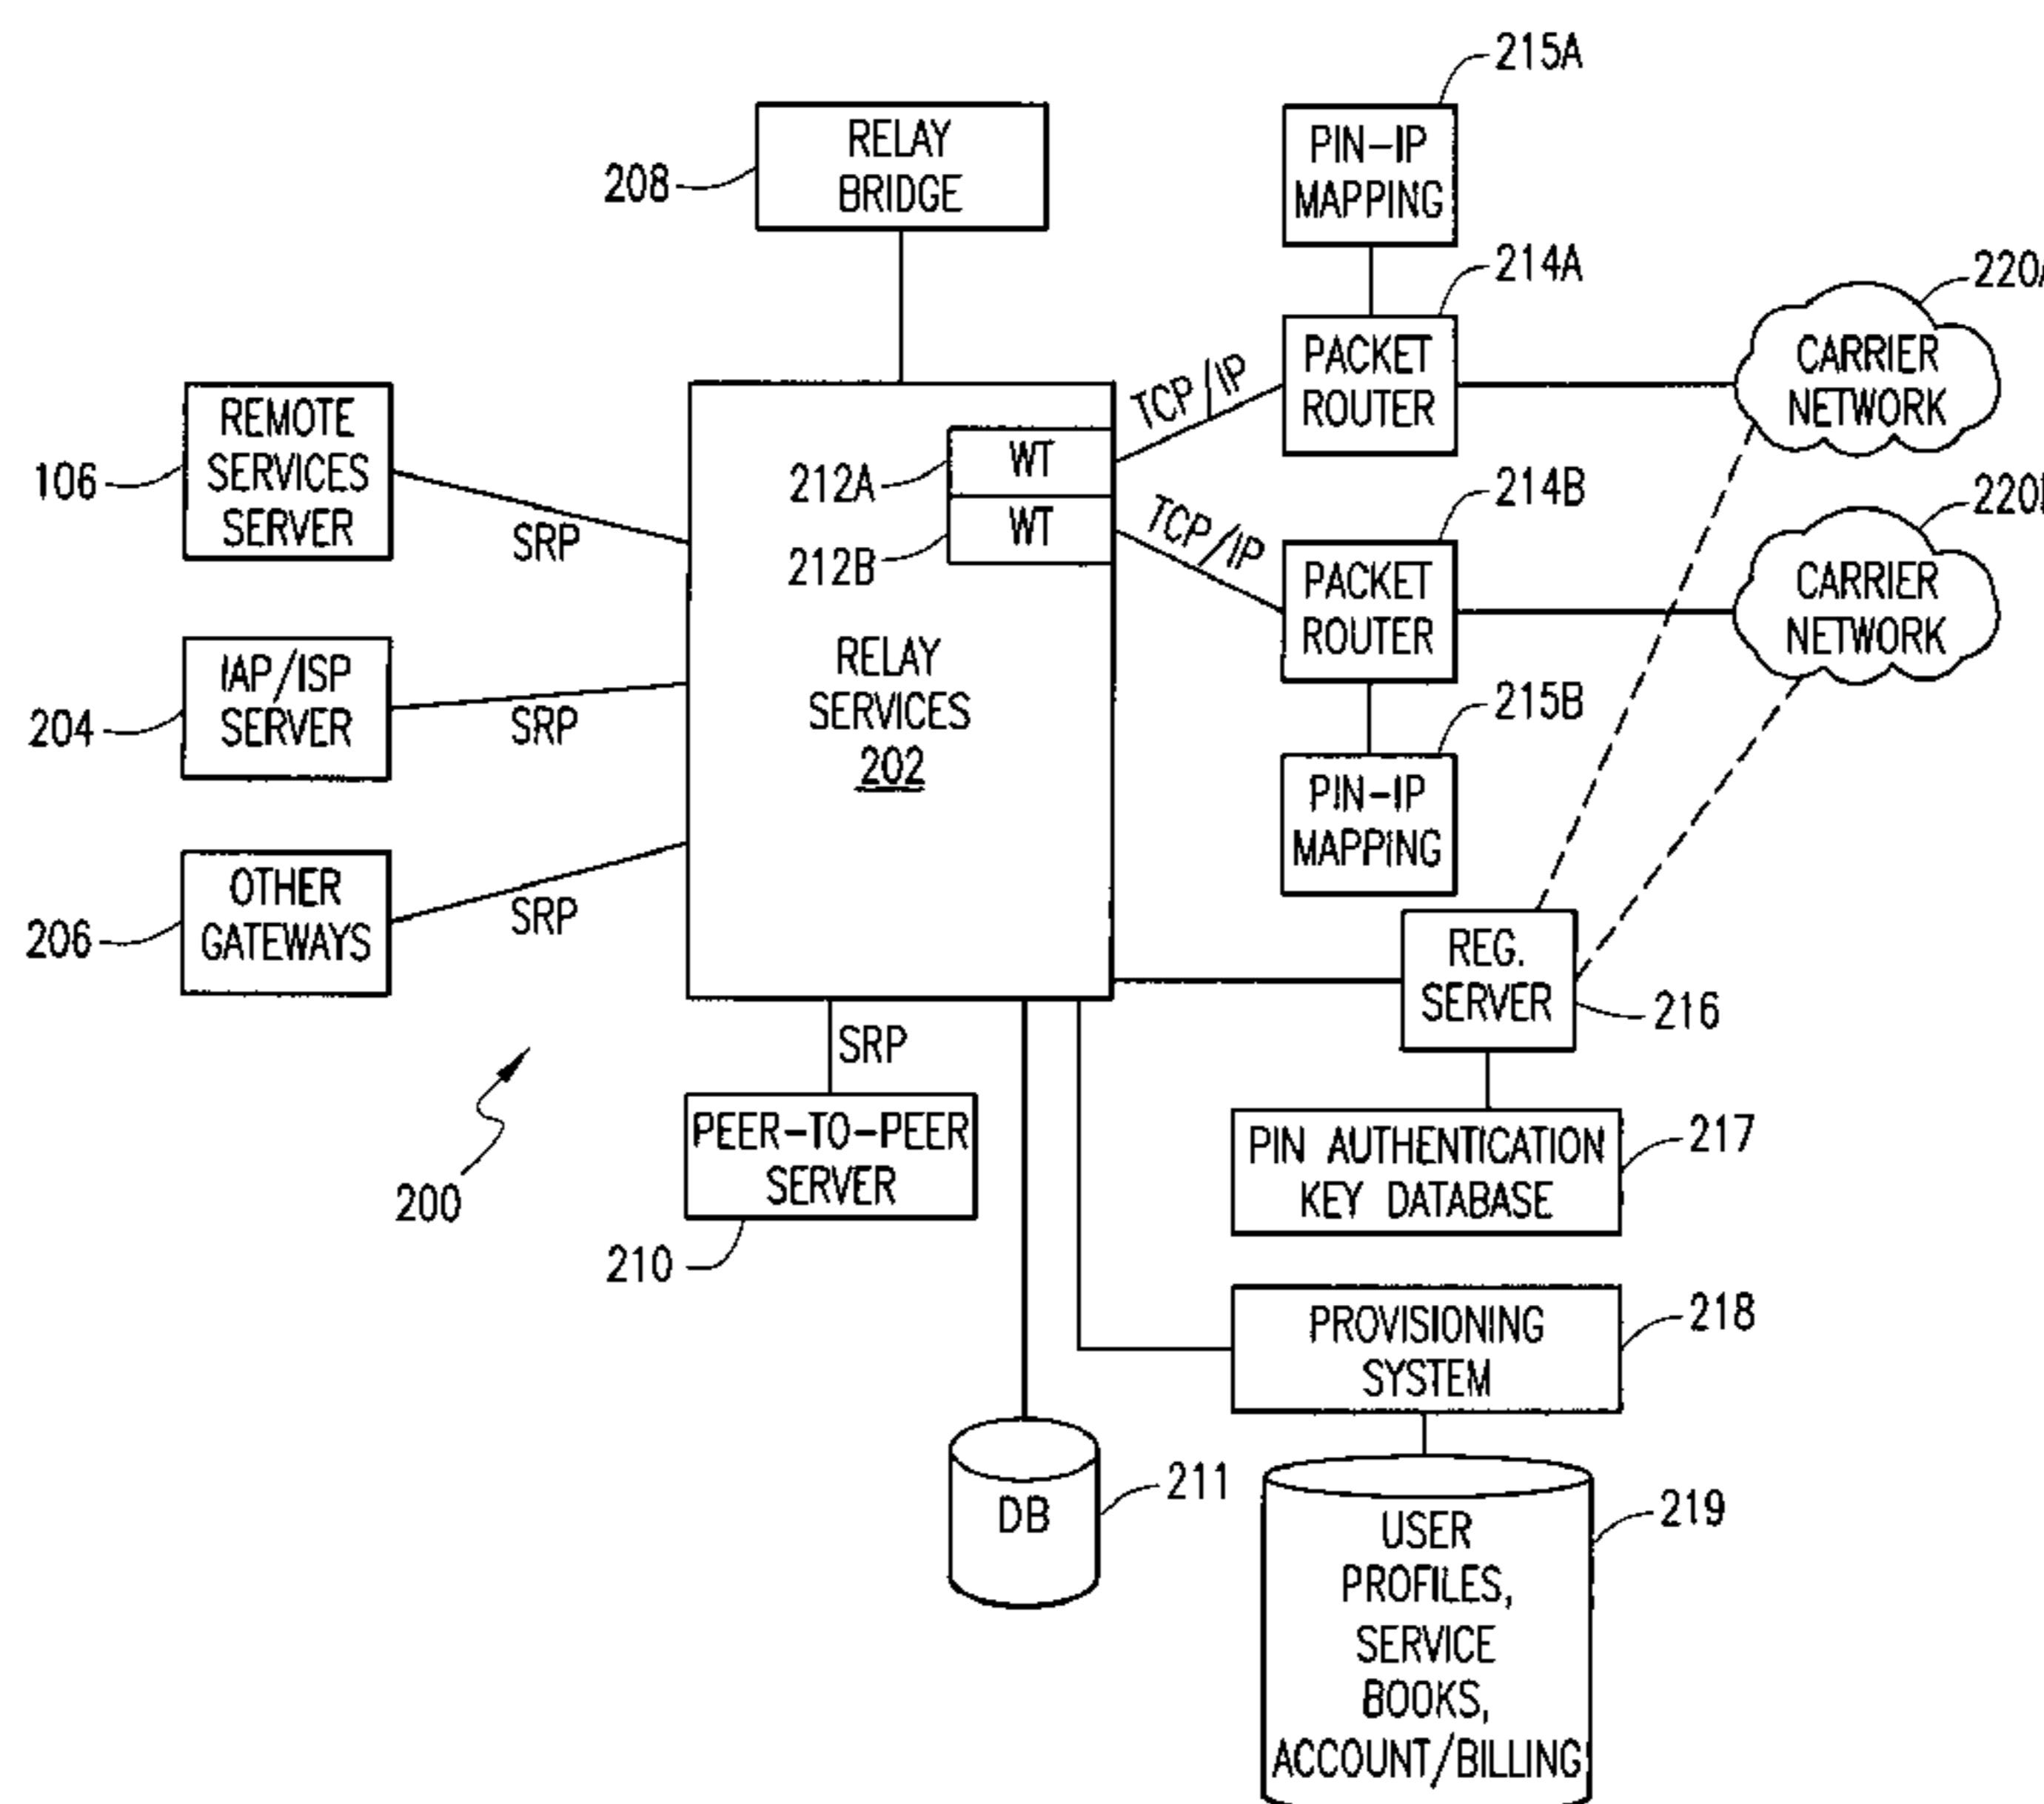 215A
PIN-IP
MAPPING
RELAY
BRIDGE
208
214A
220A
PACKET
ROUTER
CARRIER
NETWORK
TCP/IP
REMOTE
SERVICES
SERVER
106
SRP
WT
212A
WT
212B
TCP/IP
214B
PACKET
ROUTER
CARRIER
NETWORK
IAP/ISP
SERVER
204
SRP
RELAY
SERVICES
202
215B
PIN-IP
MAPPING
OTHER
GATEWAYS
206
SRP
REG.
SERVER
216
SRP
PEER-TO-PEER
SERVER
210
200
PIN AUTHENTICATION
KEY DATABASE
217
PROVISIONING
SYSTEM
218
DB
211
USER
PROFILES,
SERVICE
BOOKS,
ACCOUNT/BILLING
219